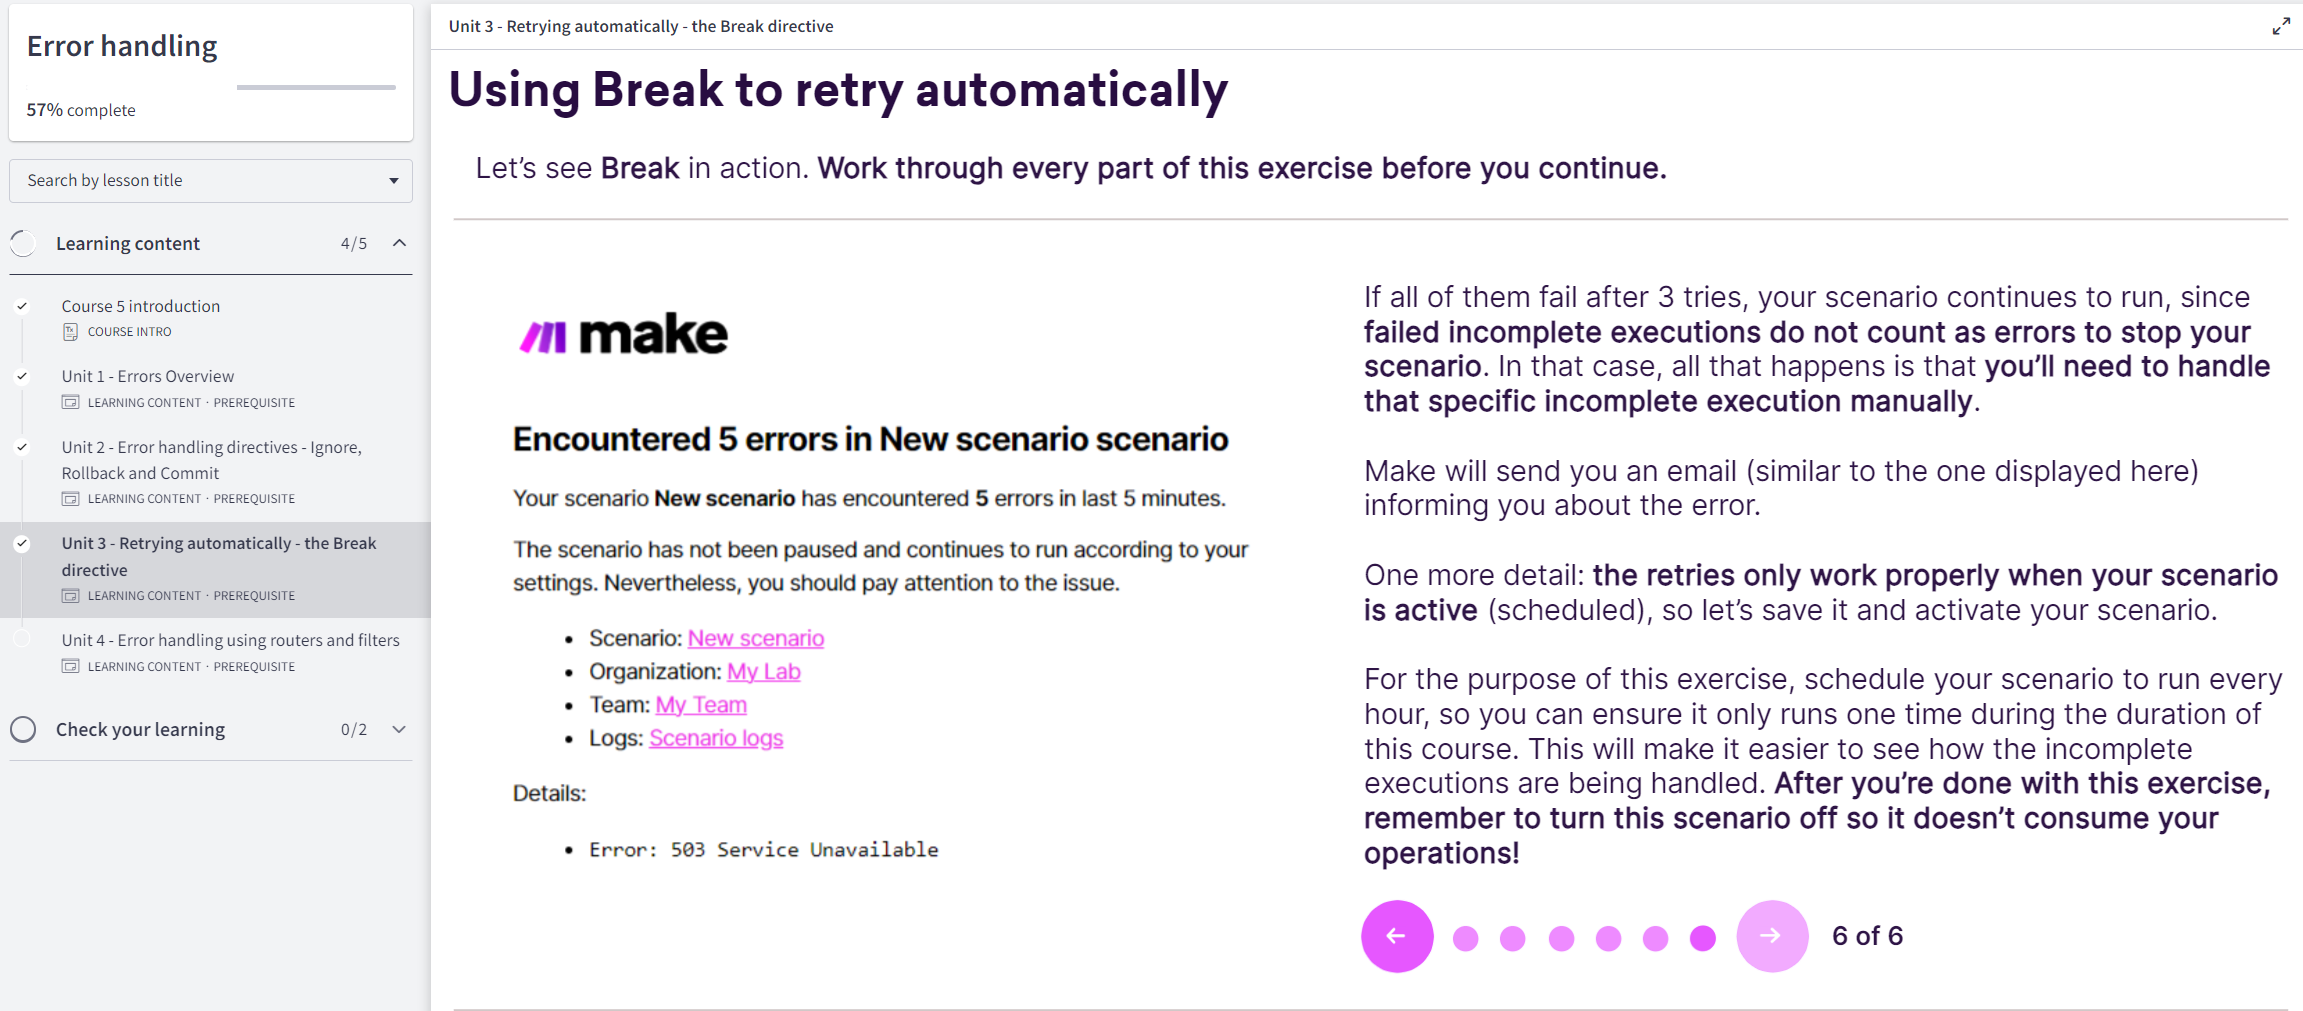 Error handling
57% complete
Search by lesson title
Learning content 4/5
Course 5 introduction
COURSE INTRO
Unit 1 - Errors Overview
LEARNING CONTENT · PREREQUISITE
Unit 2 - Error handling directives - Ignore,
Rollback and Commit
LEARNING CONTENT · PREREQUISITE
Unit 3 - Retrying automatically - the Break
directive
LEARNING CONTENT · PREREQUISITE
Unit 4 - Error handling using routers and filters
LEARNING CONTENT · PREREQUISITE
Check your learning 0/2
Unit 3 - Retrying automatically - the Break directive
Using Break to retry automatically
Let’s see Break in action. Work through every part of this exercise before you continue.
make
Encountered 5 errors in New scenario scenario
Your scenario New scenario has encountered 5 errors in last 5 minutes.
The scenario has not been paused and continues to run according to your
settings. Nevertheless, you should pay attention to the issue.
• Scenario: New scenario
• Organization: My Lab
• Team: My Team
• Logs: Scenario logs
Details:
• Error: 503 Service Unavailable
If all of them fail after 3 tries, your scenario continues to run, since
failed incomplete executions do not count as errors to stop your
scenario. In that case, all that happens is that you’ll need to handle
that specific incomplete execution manually.
Make will send you an email (similar to the one displayed here)
informing you about the error.
One more detail: the retries only work properly when your scenario
is active (scheduled), so let’s save it and activate your scenario.
For the purpose of this exercise, schedule your scenario to run every
hour, so you can ensure it only runs one time during the duration of
this course. This will make it easier to see how the incomplete
executions are being handled. After you’re done with this exercise,
remember to turn this scenario off so it doesn’t consume your
operations!
6 of 6